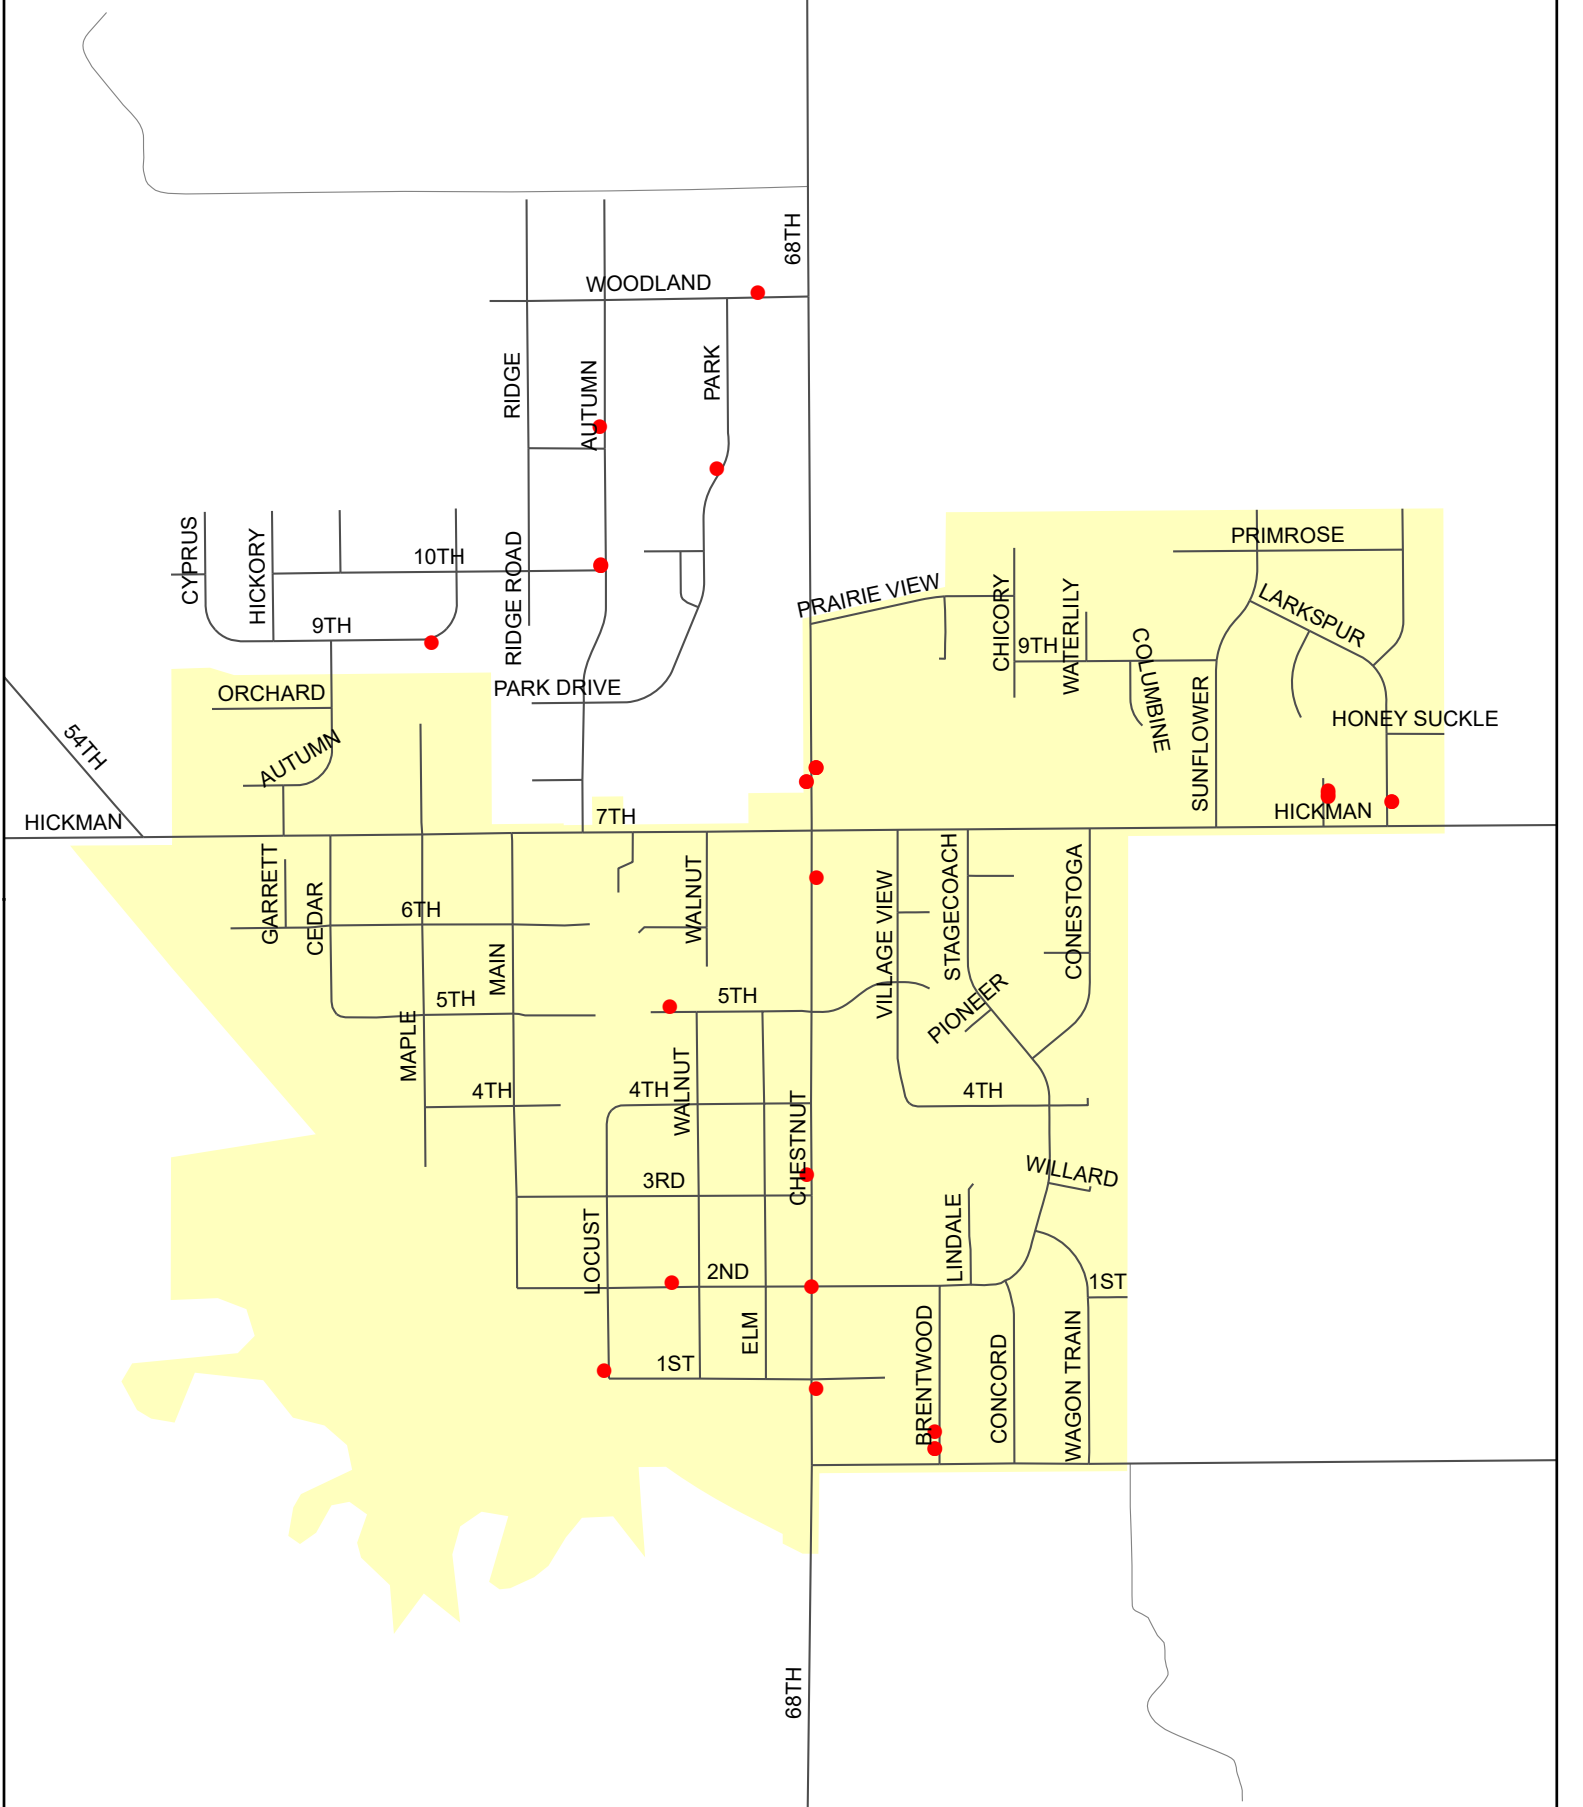 68TH
WOODLAND
RIDGE
AUTUMN
PARK
CYPRUS
HICKORY
10TH
RIDGE ROAD
9TH
PRIMROSE
PRAIRIE VIEW
CHICORY
WATERLILY
LARKSPUR
9TH
COLUMBINE
ORCHARD
PARK DRIVE
SUNFLOWER
HONEY SUCKLE
54TH
AUTUMN
HICKMAN
7TH
HICKMAN
GARRETT
CEDAR
6TH
MAIN
WALNUT
VILLAGE VIEW
STAGECOACH
CONESTOGA
5TH
5TH
PIONEER
MAPLE
4TH
4TH
WALNUT
CHESTNUT
4TH
3RD
WILLARD
LOCUST
2ND
LINDALE
1ST
ELM
1ST
BRENTWOOD
CONCORD
WAGON TRAIN
68TH